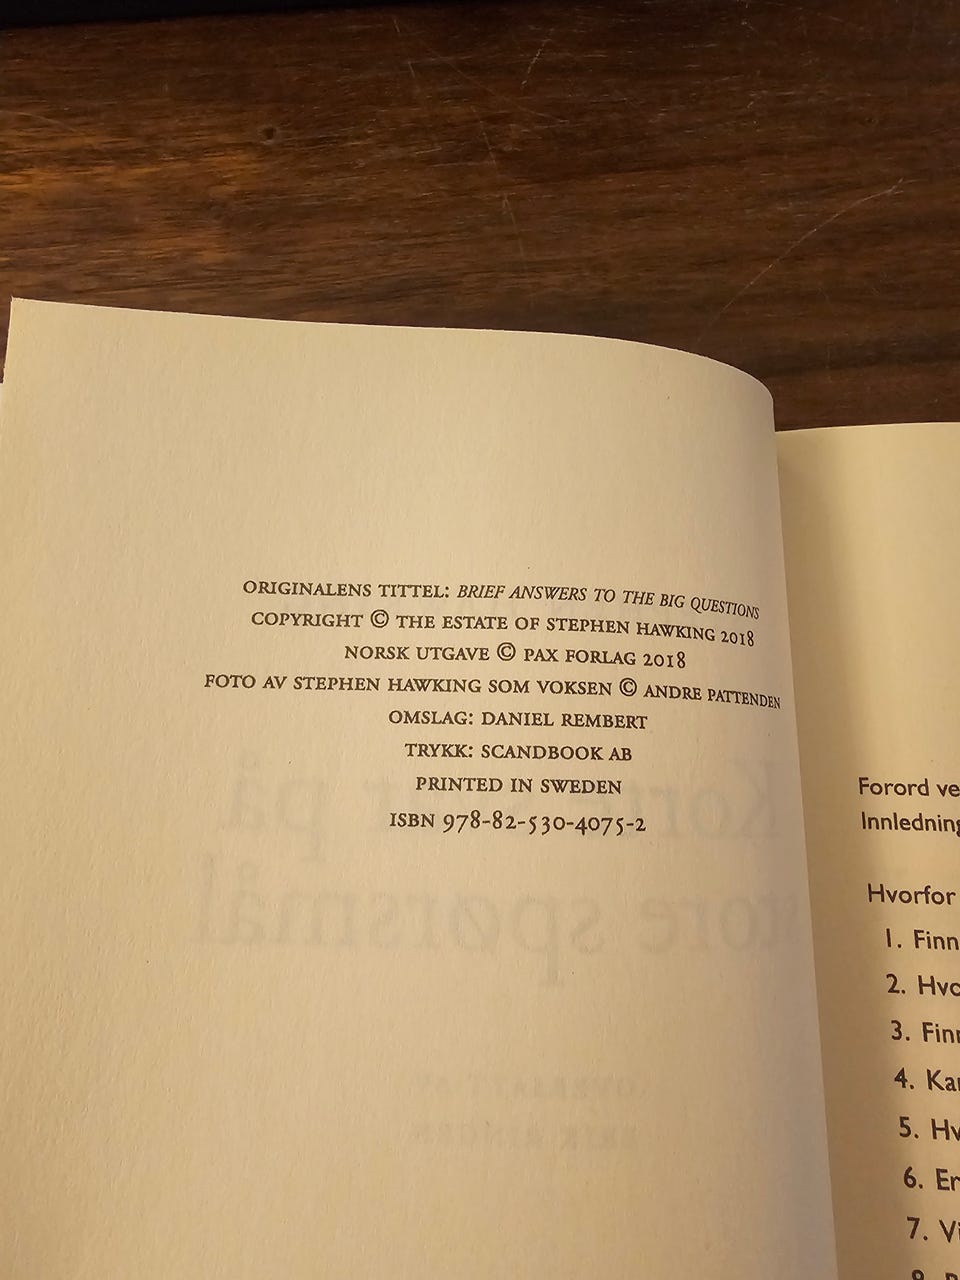 ORIGINALENS TITTEL: BRIEF ANSWERS TO THE BIG QUESTIONS
COPYRIGHT © THE ESTATE OF STEPHEN HAWKING 2018
NORSK UTGAVE © PAX FORLAG 2018
FOTO AV STEPHEN HAWKING SOM VOKSEN © ANDRE PATTENDEN
OMSLAG: DANIEL REMBERT
TRYKK: SCANDBOOK AB
PRINTED IN SWEDEN
ISBN 978-82-530-4075-2
Forord
Innledning
Hvorfor
1.
2.
3.
4.
5.
6.
7.